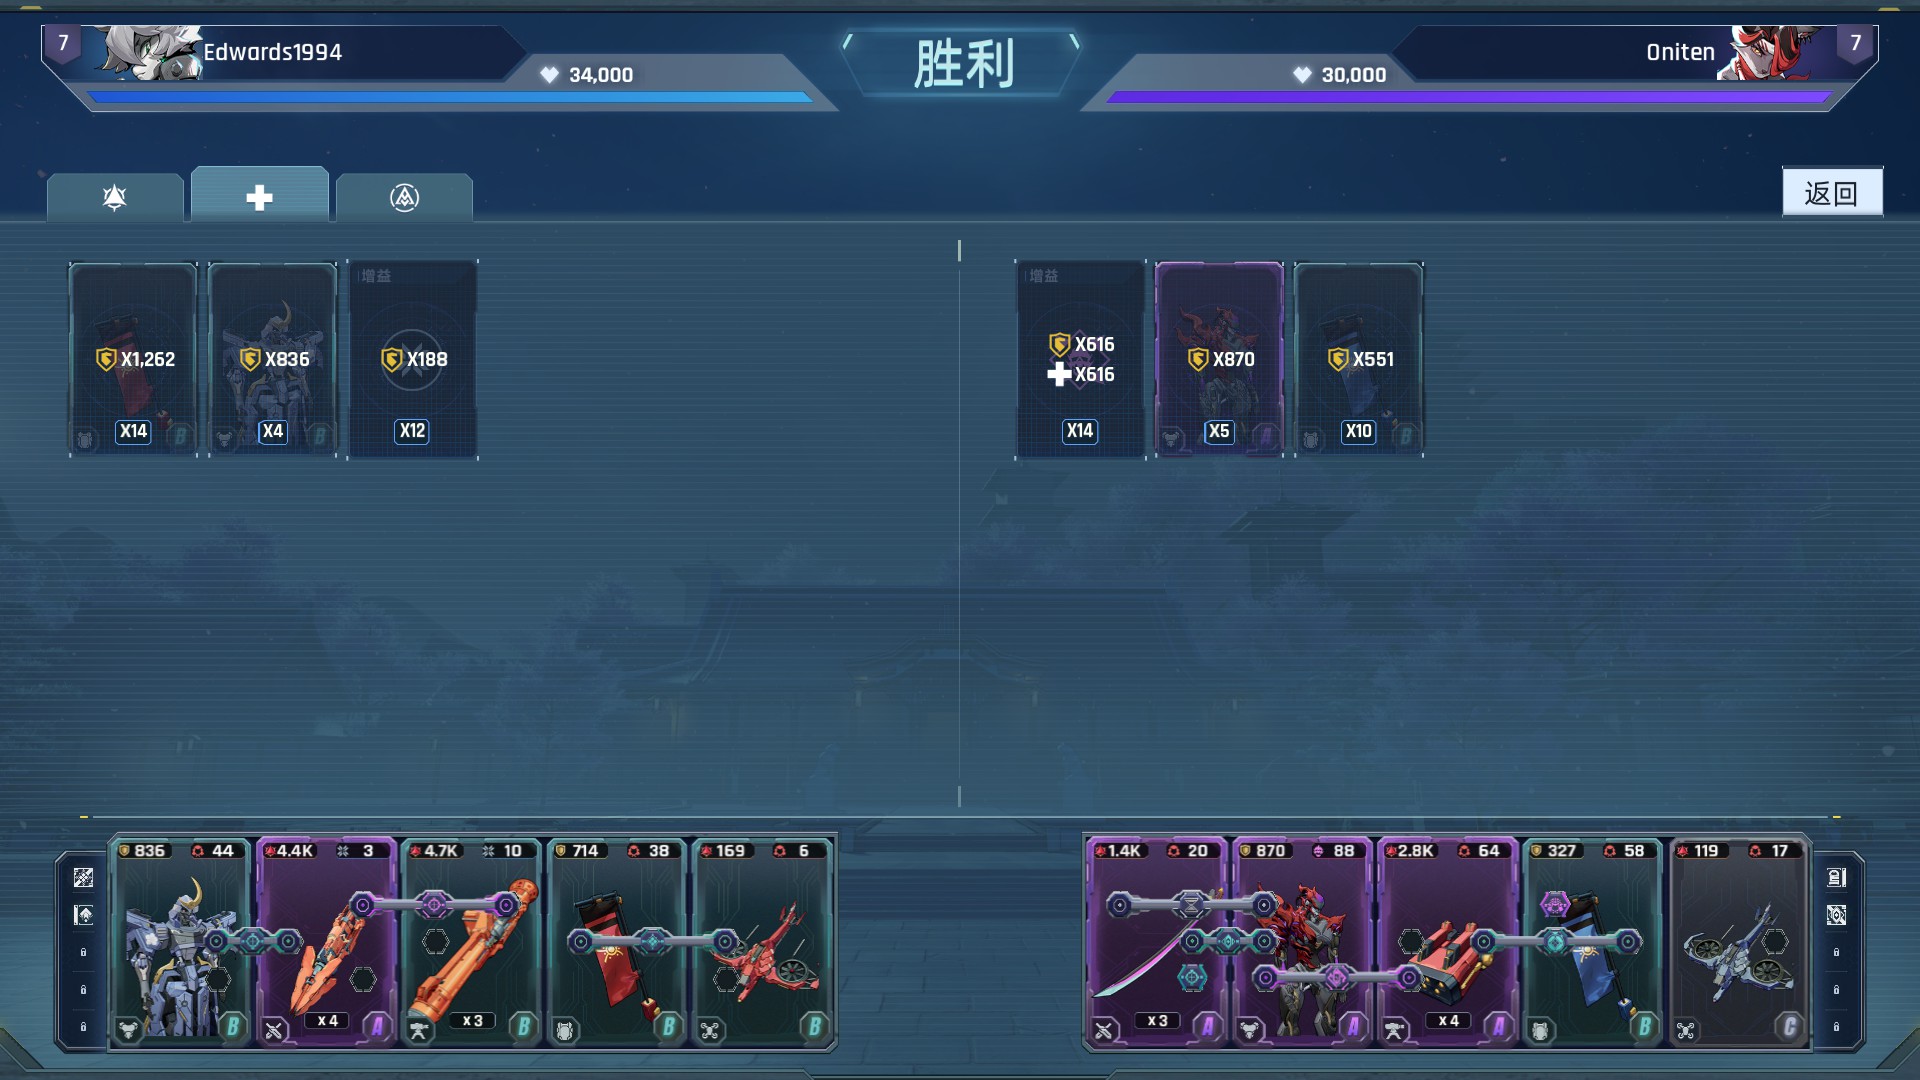 7
Edwards1994
34,000
胜利
30,000
Oniten
7
返回
X1,262
X14
B
X836
X4
B
增益
X188
X12
增益
X616
X616
X14
X870
X5
A
X551
X10
B
836 44
B
4.4K 3
x4 A
4.7K 10
x3 B
714 38
B
169 6
B
1.4K 20
x3 A
870 88
A
2.8K 64
x4 A
327 58
B
119 17
C